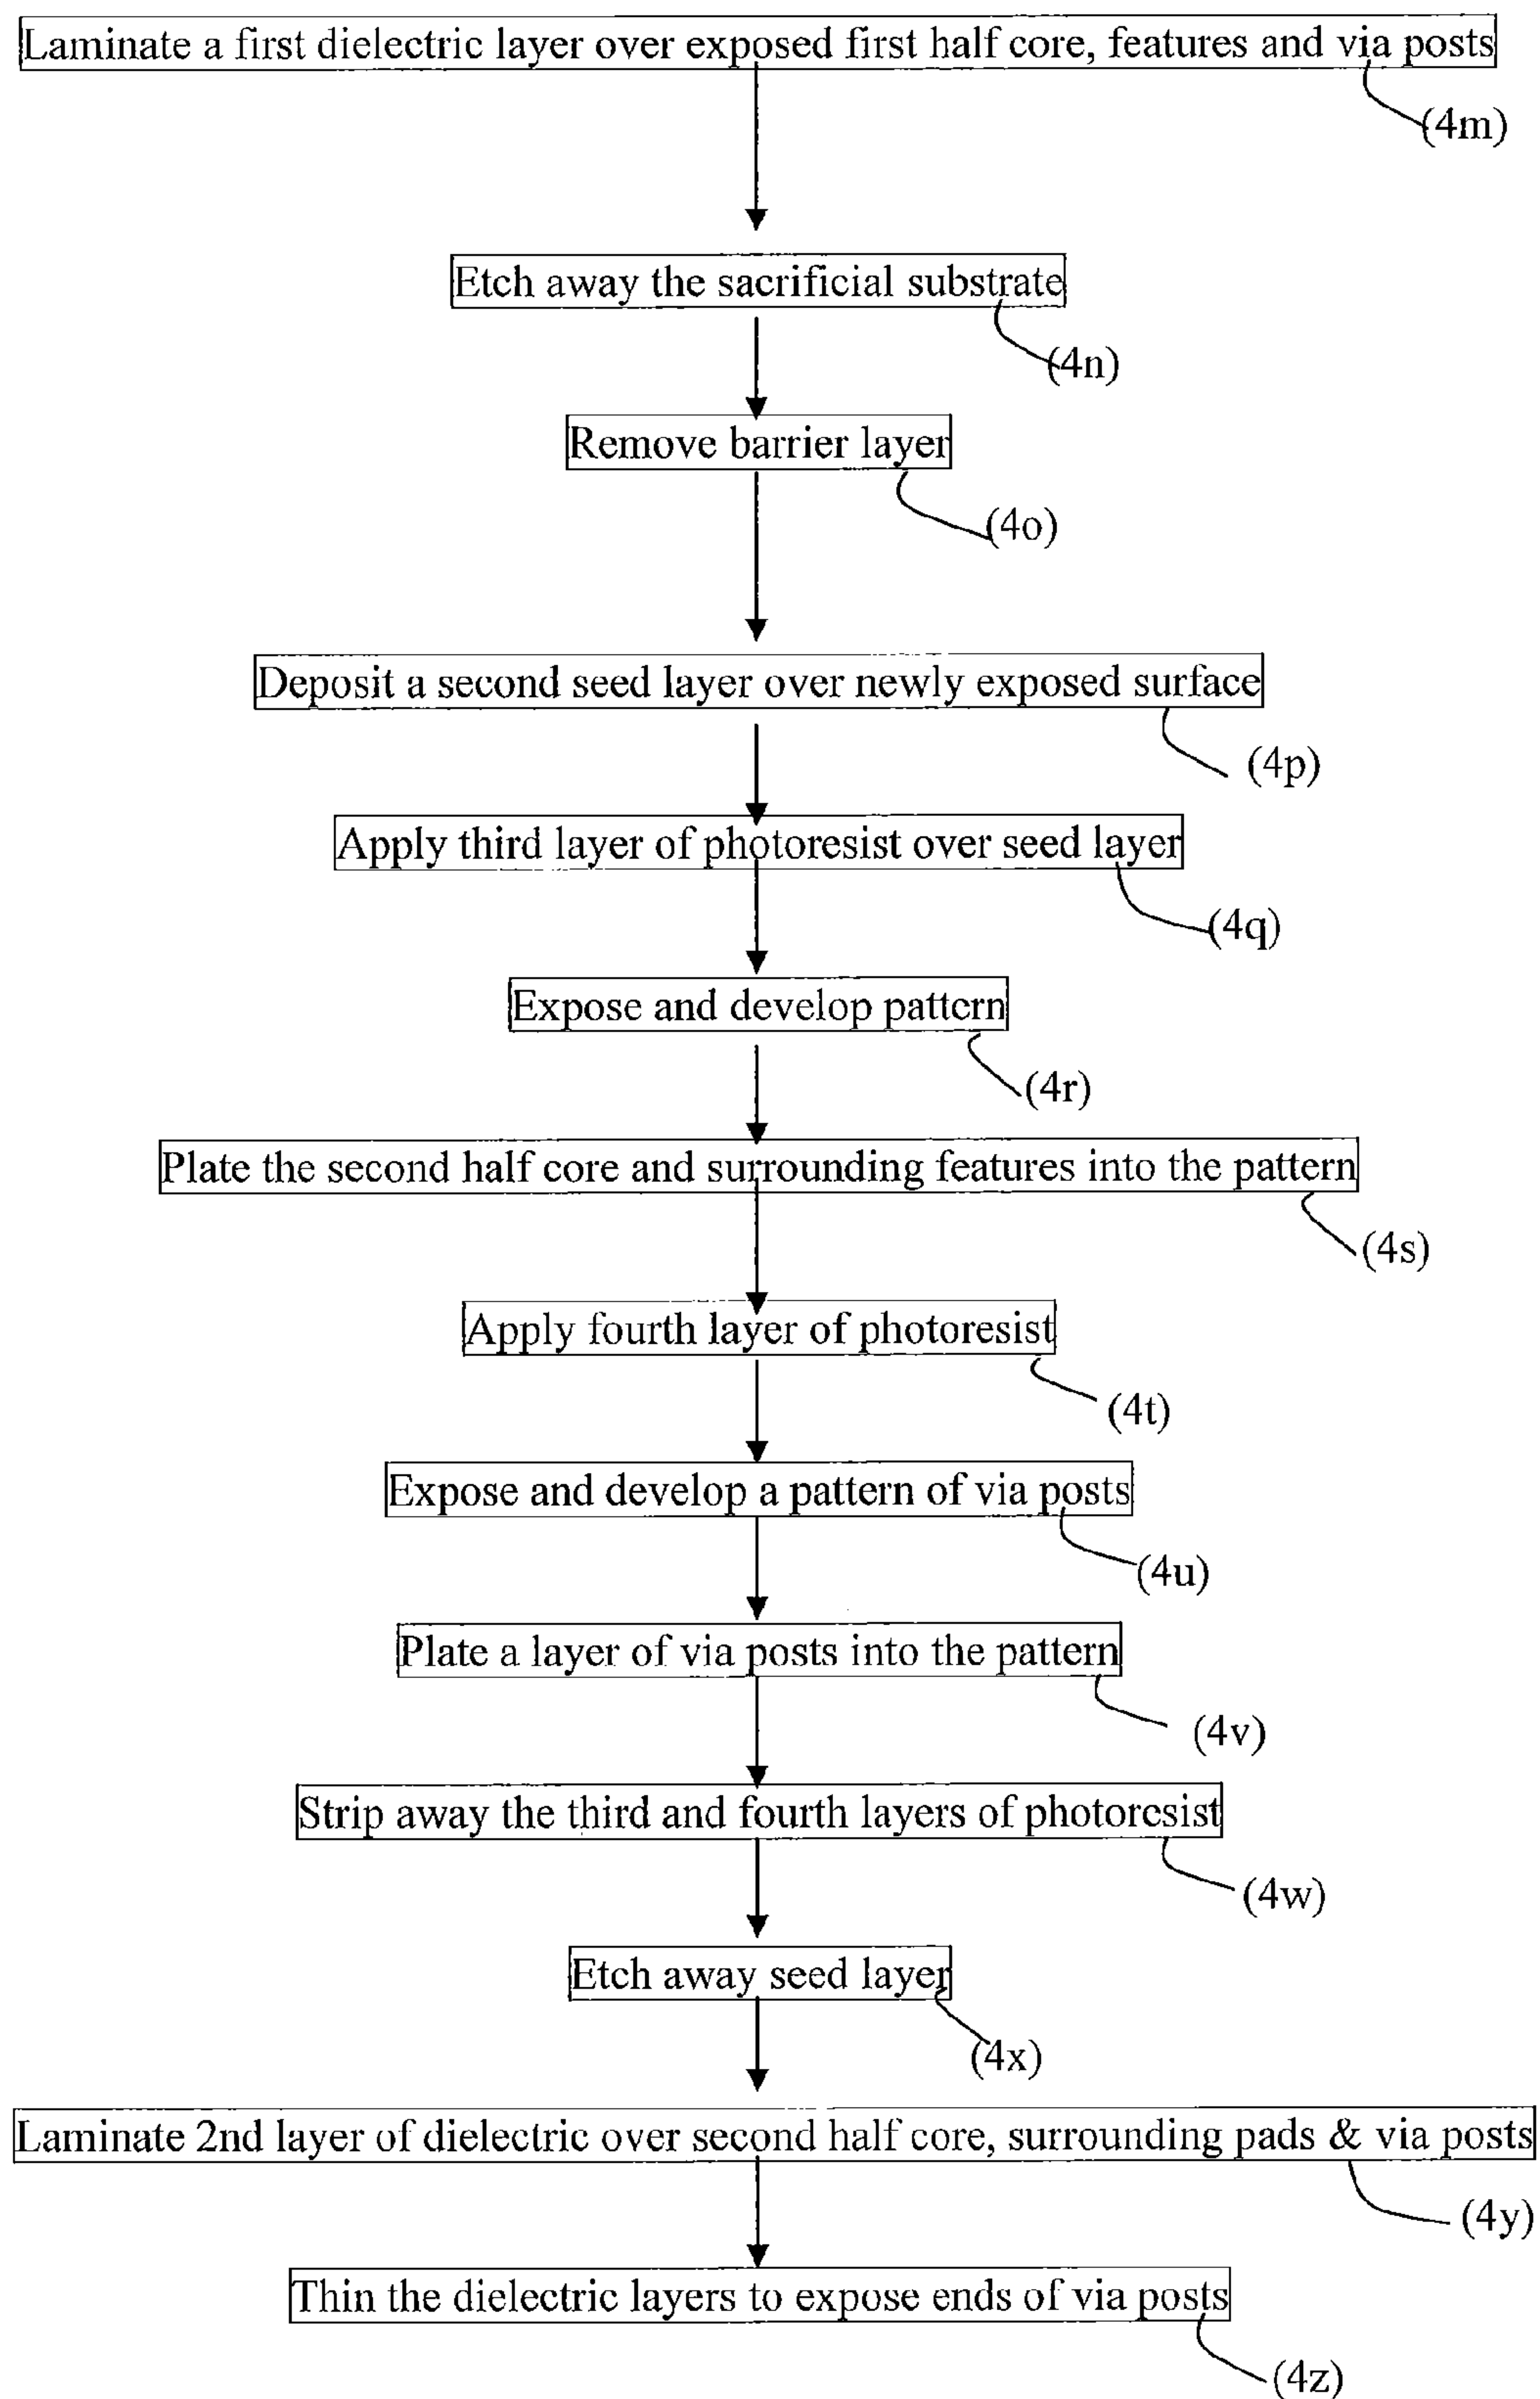 Laminate a first dielectric layer over exposed first half core, features and via posts
(4m)
Etch away the sacrificial substrate
(4n)
Remove barrier layer
(4o)
Deposit a second seed layer over newly exposed surface
(4p)
Apply third layer of photoresist over seed layer
(4q)
Expose and develop pattern
(4r)
Plate the second half core and surrounding features into the pattern
(4s)
Apply fourth layer of photoresist
(4t)
Expose and develop a pattern of via posts
(4u)
Plate a layer of via posts into the pattern
(4v)
Strip away the third and fourth layers of photoresist
(4w)
Etch away seed layer
(4x)
Laminate 2nd layer of dielectric over second half core, surrounding pads & via posts
(4y)
Thin the dielectric layers to expose ends of via posts
(4z)